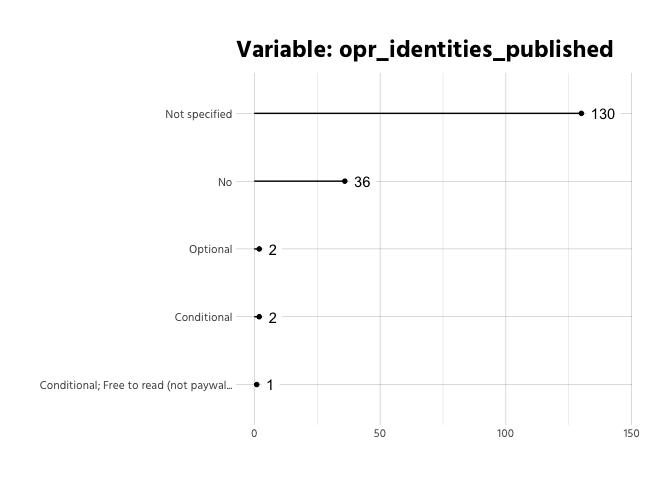 Variable: opr_identities_published
Not specified
130
No
36
Optional
2
Conditional
2
Conditional; Free to read (not paywal...
1
0 50 100 150